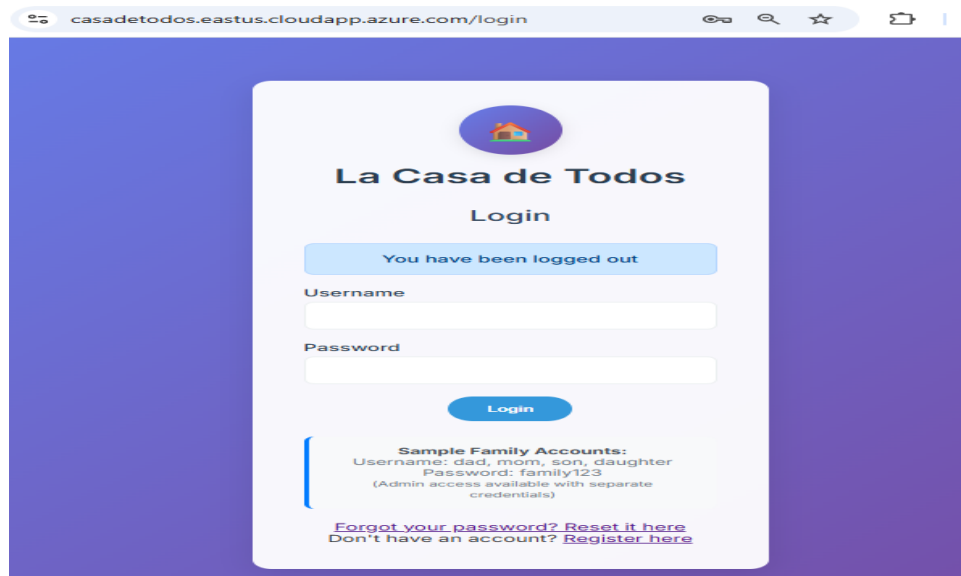 casadetodos.eastus.cloudapp.azure.com/login
La Casa de Todos
Login
You have been logged out
Username
Password
Login
Sample Family Accounts:
Username: dad, mom, son, daughter
Password: family123
(Admin access available with separate
credentials)
Forgot your password? Reset it here
Don't have an account? Register here